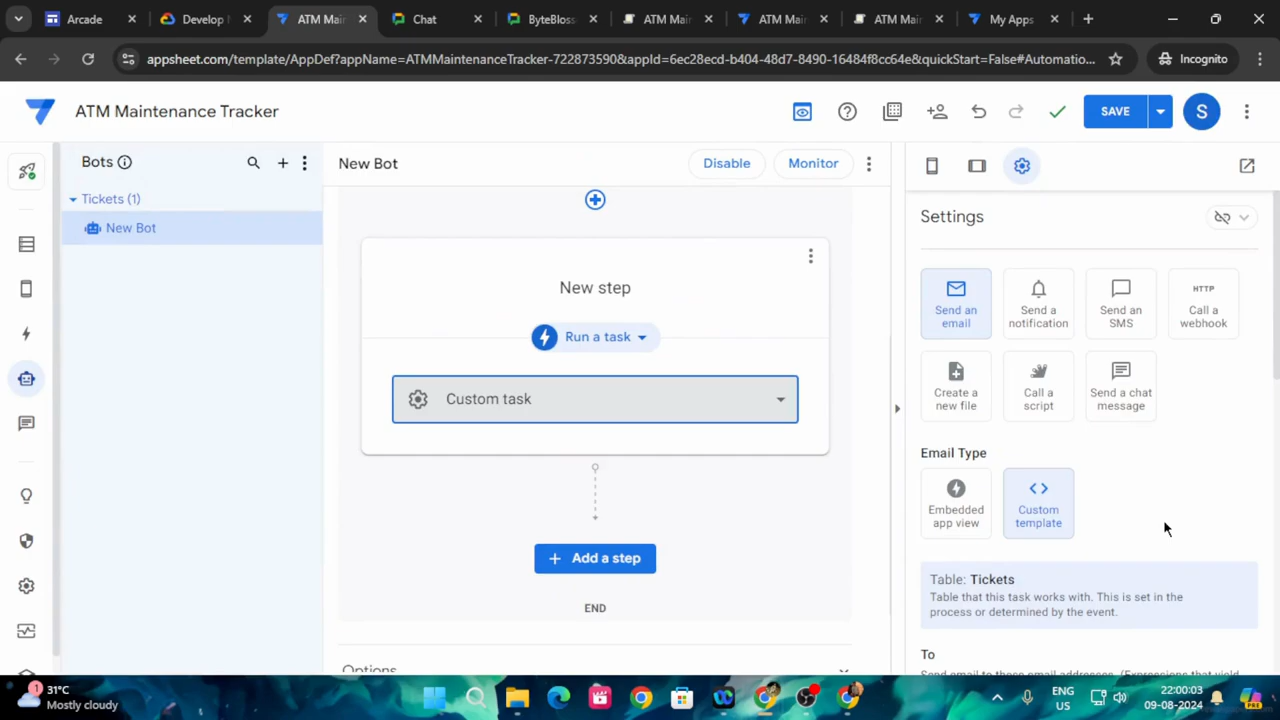 Arcade
Develop
ATM Mai
Chat
ByteBloss
ATM Mai
ATM Mai
ATM Mai
My Apps
appsheet.com/template/AppDef?appName=ATMMaintenanceTracker-722873590&appId=6ec28ecd-b404-48d7-8490-16484f8cc64e&quickStart=False#Automatio...
Incognito
ATM Maintenance Tracker
SAVE
S
Bots
New Bot
Disable
Monitor
Tickets (1)
New Bot
New step
Run a task
Custom task
Add a step
END
Options
Settings
Send an
email
Send a
notification
Send an
SMS
HTTP
Call a
webhook
Create a
new file
Call a
script
Send a chat
message
Email Type
Embedded
app view
Custom
template
Table: Tickets
Table that this task works with. This is set in the
process or determined by the event.
To
Send email to these email addresses. (Expressions that yield
1
31°C
Mostly cloudy
ENG
US
22:00:03
09-08-2024
PRE